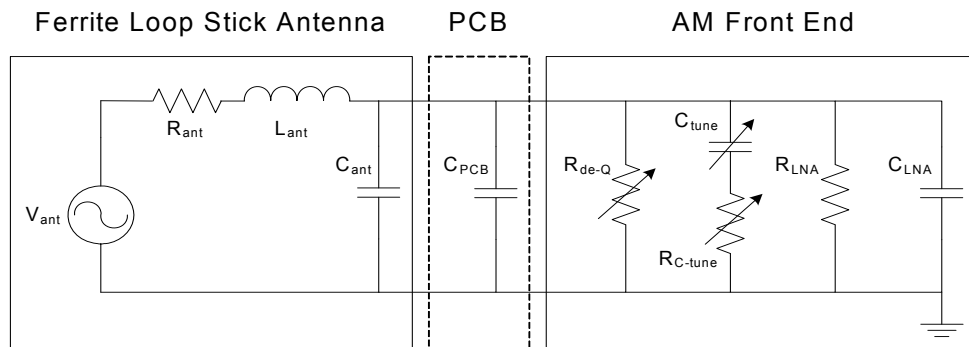 Ferrite Loop Stick Antenna PCB AM Front End
Rant
Lant
Cant
CPCB
Rde-Q
Ctune
RLNA
CLNA
Vant
RC-tune